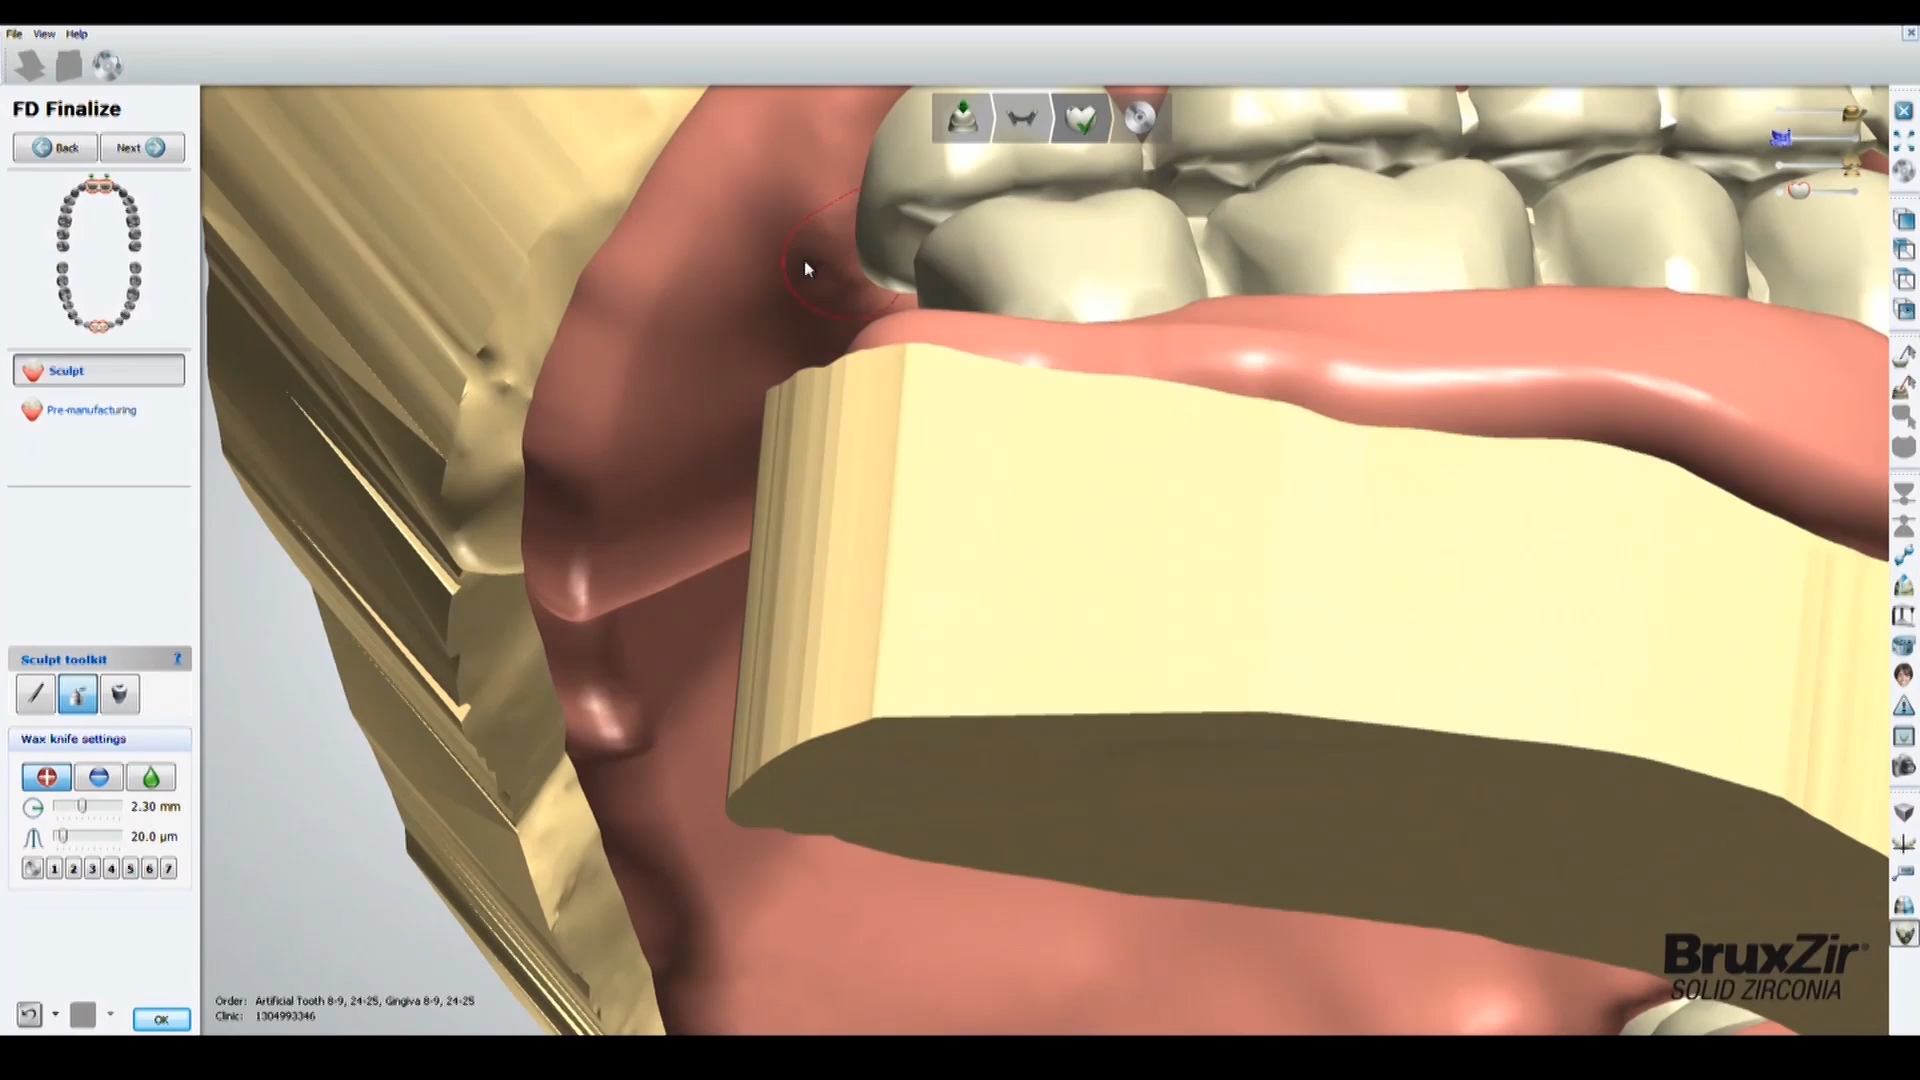 File View Help
FD Finalize
Back Next
Sculpt
Pre-manufacturing
Sculpt toolkit ?
Wax knife settings
2.30 mm
20.0 µm
1 2 3 4 5 6 7
OK
Order: Artificial Tooth 8-9, 24-25, Gingiva 8-9, 24-25
Clinic: 1304993346
BruxZir®
SOLID ZIRCONIA